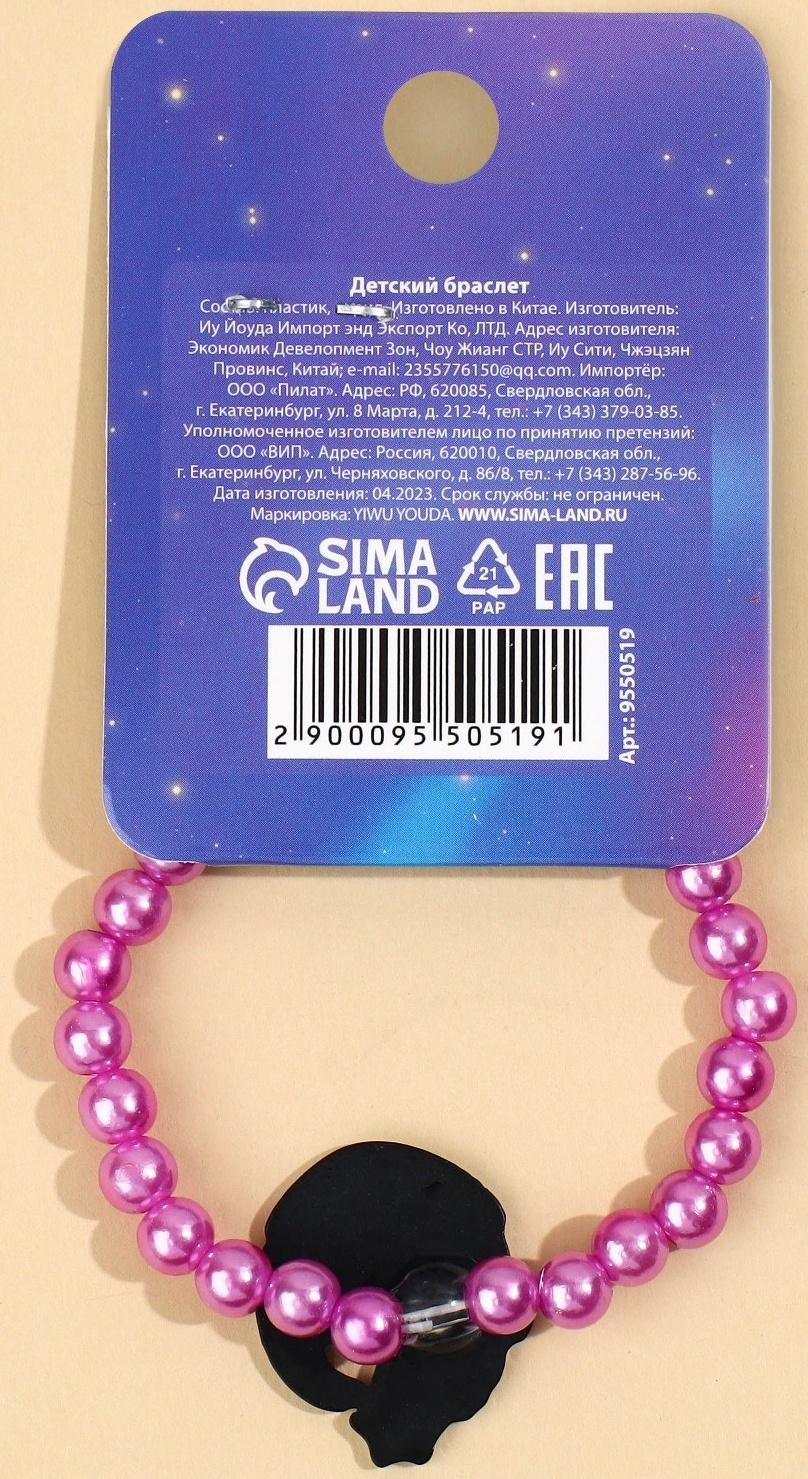 Детский браслет
пластик, Изготовлено в Китае. Изготовитель:
Иу Йоуда Импорт энд Экспорт Ко, ЛТД. Адрес изготовителя:
Экономик Девелопмент Зон, Чоу Жианг СТР, Иу Сити, Чжэцзян
Провинс, Китай; e-mail: 2355776150@qq.com. Импортёр:
ООО «Пилат». Адрес: РФ, 620085, Свердловская обл.,
г. Екатеринбург, ул. 8 Марта, д. 212-4, тел.: +7 (343) 379-03-85.
Уполномоченное изготовителем лицо по принятию претензий:
ООО «ВИП». Адрес: Россия, 620010, Свердловская обл.,
г. Екатеринбург, ул. Черняховского, д. 86/8, тел.: +7 (343) 287-56-96.
Дата изготовления: 04.2023. Срок службы: не ограничен.
Маркировка: YIWU YOUDA. WWW.SIMA-LAND.RU
SIMA
LAND
21
PAP
EAC
2 900095 505191
Арт.: 9550519